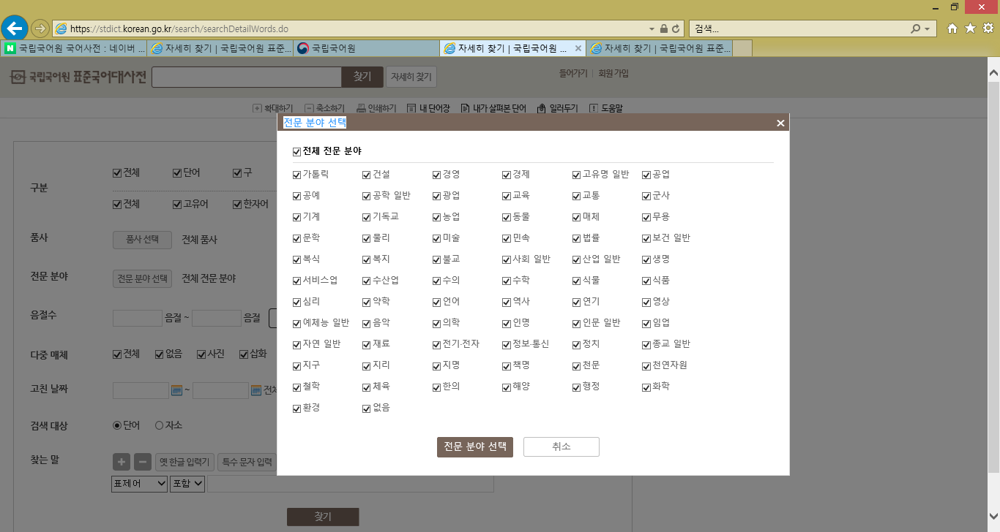 https://stdict.korean.go.kr/search/searchDetailWords.do
검색...
국립국어원 국어사전 : 네이버 ...
자세히 찾기 | 국립국어원 표준...
국립국어원
자세히 찾기 | 국립국어원 ...
자세히 찾기 | 국립국어원 표준...
국립국어원 표준국어대사전 찾기 자세히 찾기 들어가기 회원 가입
확대하기 축소하기 인쇄하기 내 단어장 내가 살펴본 단어 일러두기 도움말
구분
전체 단어 구
전체 고유어 한자어
품사 품사 선택 전체 품사
전문 분야 전문 분야 선택 전체 전문 분야
음절수 음절 ~ 음절
다중 매체 전체 없음 사진 삽화
고친 날짜 ~
검색 대상 단어 자소
찾는 말 + - 옛 한글 입력기 특수 문자 입력
표제어 포함
찾기
전문 분야 선택
전체 전문 분야
가톨릭 건설 경영 경제 고유명 일반 공업
공예 공학 일반 광업 교육 교통 군사
기계 기독교 농업 동물 매체 무용
문학 물리 미술 민속 법률 보건 일반
복식 복지 불교 사회 일반 산업 일반 생명
서비스업 수산업 수의 수학 식물 식품
심리 약학 언어 역사 연기 영상
예체능 일반 음악 의학 인명 인문 일반 임업
자연 일반 재료 전기·전자 정보·통신 정치 종교 일반
지구 지리 지명 책명 천문 천연자원
철학 체육 한의 해양 행정 화학
환경 없음
전문 분야 선택 취소